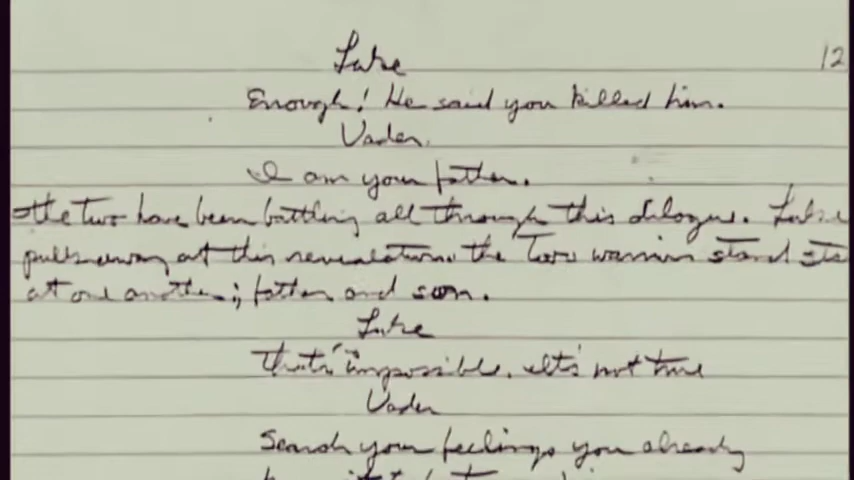 12
Luke
Enough! He said you killed him.
Vader.
I am your father.
the two have been battling all through this dilogue. Luke
pulls away at this revelation. the Two warriors stand
at one another; father and son.
Luke
That's impossible. It's not true
Vader
Search your feelings you already